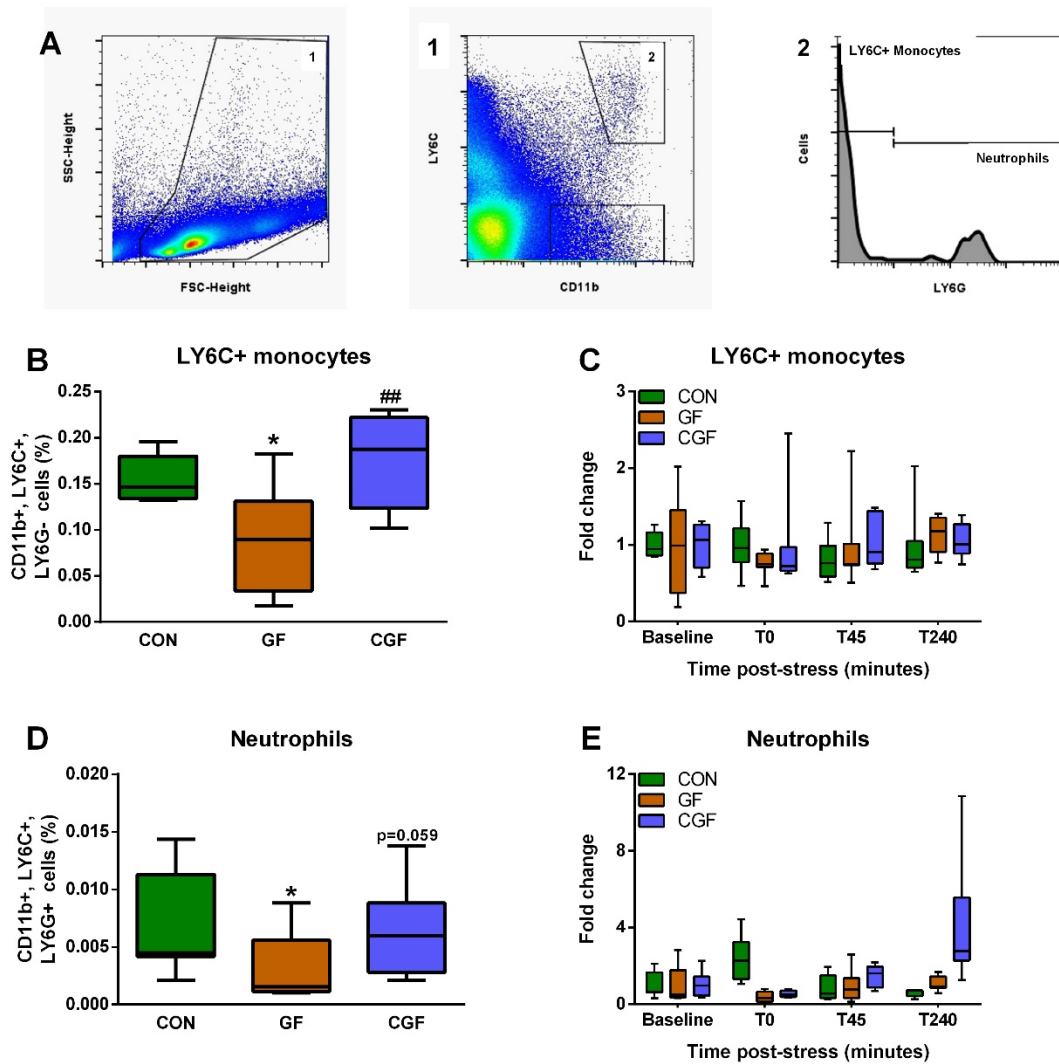 A
SSC-Height
1
FSC-Height
1
LY6C
2
CD11b
2
LY6C+ Monocytes
Cells
Neutrophils
LY6G
B
LY6C+ monocytes
CD11b+, LY6C+,
LY6G- cells (%)
0.25
0.20
0.15
0.10
0.05
0.00
*
##
CON
GF
CGF
C
LY6C+ monocytes
Fold change
3
2
1
0
CON
GF
CGF
Baseline
T0
T45
T240
Time post-stress (minutes)
D
Neutrophils
CD11b+, LY6C+,
LY6G+ cells (%)
0.020
0.015
0.010
0.005
0.000
*
p=0.059
CON
GF
CGF
E
Neutrophils
Fold change
12
8
4
0
CON
GF
CGF
Baseline
T0
T45
T240
Time post-stress (minutes)